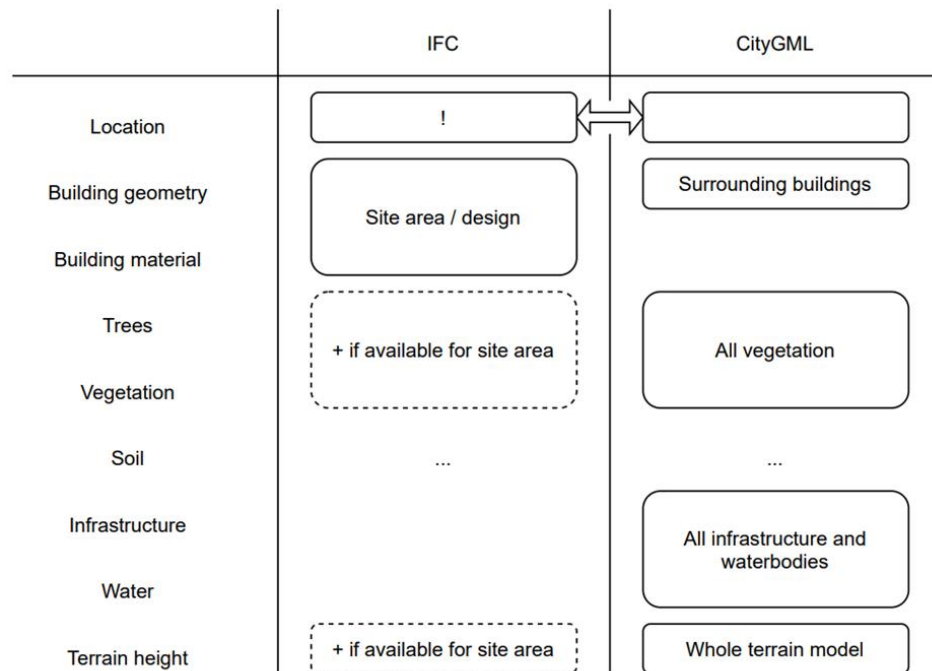 IFC
CityGML
Location
!
Building geometry
Site area / design
Surrounding buildings
Building material
Trees
+ if available for site area
All vegetation
Vegetation
Soil
...
...
Infrastructure
All infrastructure and
waterbodies
Water
Terrain height
+ if available for site area
Whole terrain model